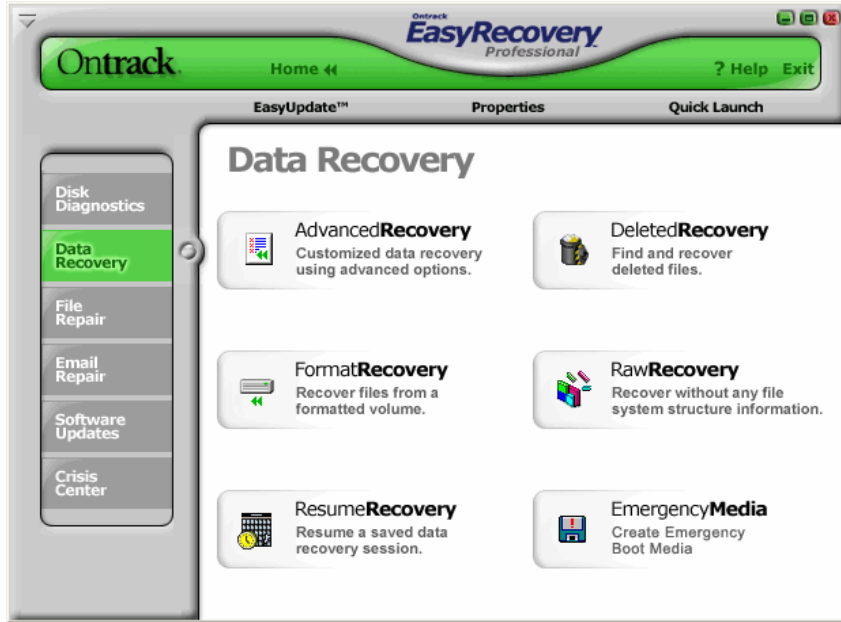 Ontrack
EasyRecovery
Professional
Ontrack.
Home
? Help Exit
EasyUpdate™ Properties Quick Launch
Data Recovery
Disk
Diagnostics
Data
Recovery
File
Repair
Email
Repair
Software
Updates
Crisis
Center
AdvancedRecovery
Customized data recovery
using advanced options.
DeletedRecovery
Find and recover
deleted files.
FormatRecovery
Recover files from a
formatted volume.
RawRecovery
Recover without any file
system structure information.
ResumeRecovery
Resume a saved data
recovery session.
EmergencyMedia
Create Emergency
Boot Media